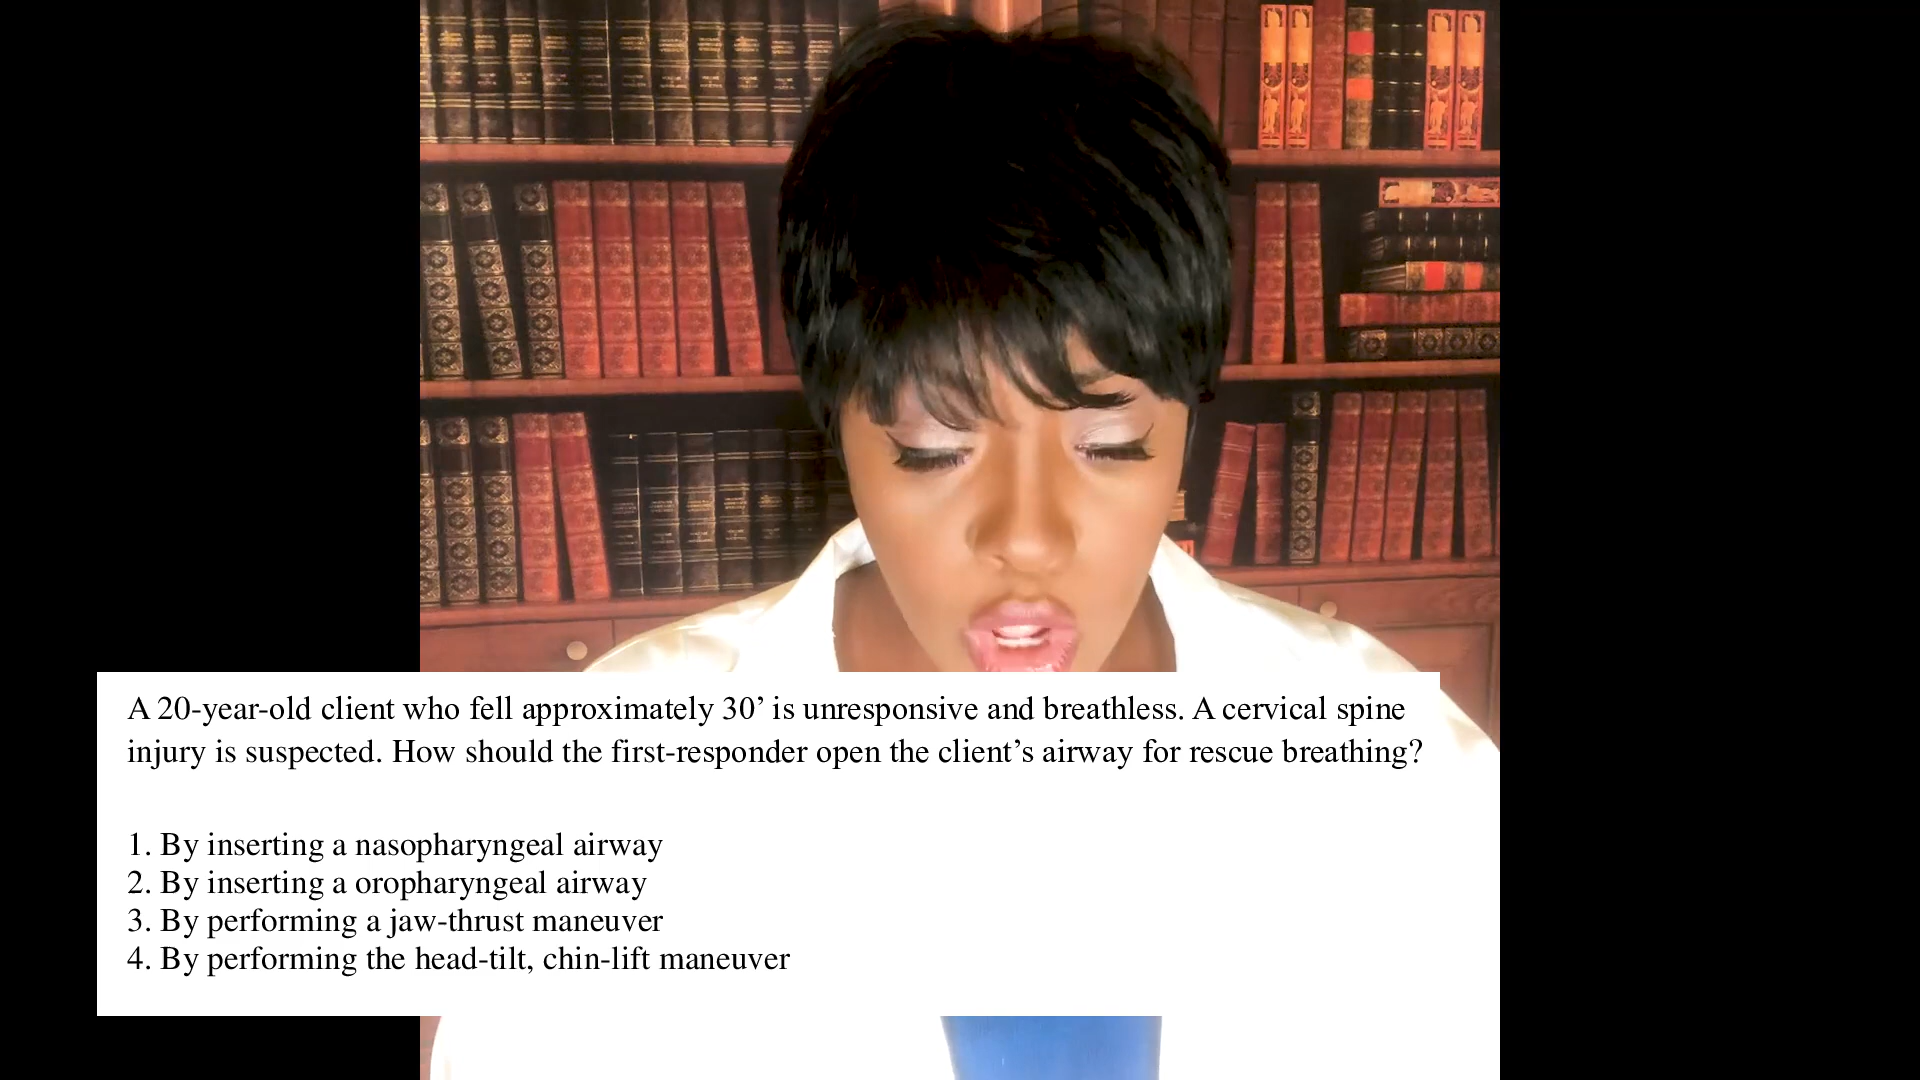 A 20-year-old client who fell approximately 30’ is unresponsive and breathless. A cervical spine
injury is suspected. How should the first-responder open the client’s airway for rescue breathing?
1. By inserting a nasopharyngeal airway
2. By inserting a oropharyngeal airway
3. By performing a jaw-thrust maneuver
4. By performing the head-tilt, chin-lift maneuver